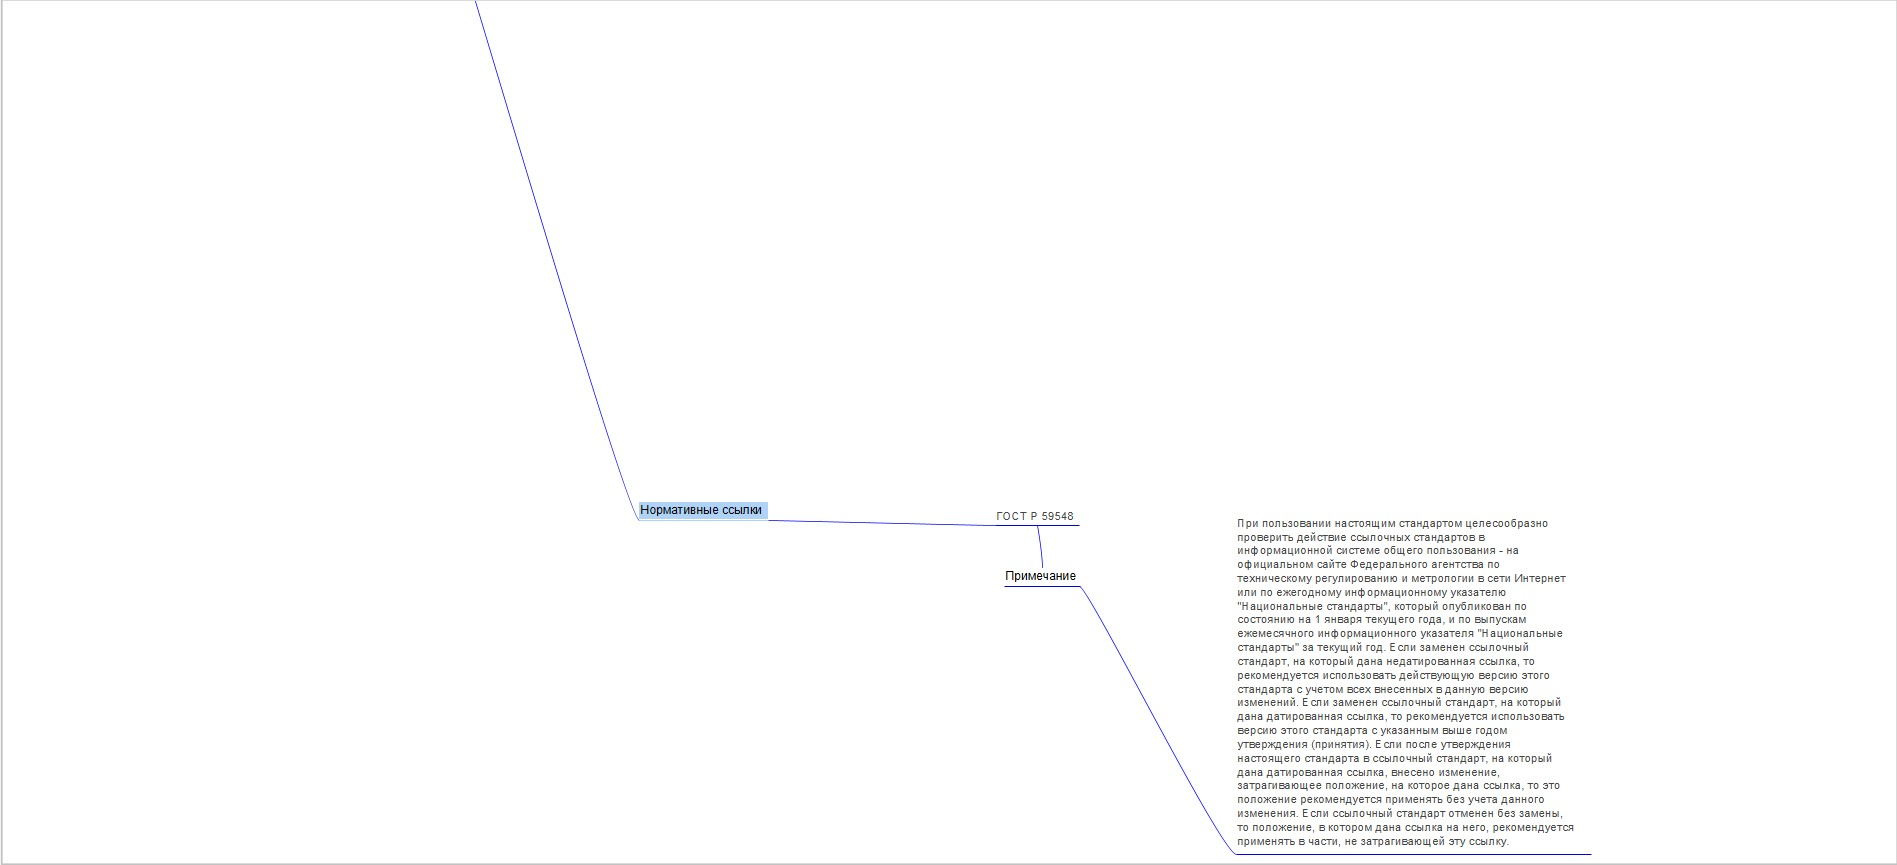 Нормативные ссылки
ГОСТ Р 59548
Примечание
При пользовании настоящим стандартом целесообразно
проверить действие ссылочных стандартов в
информационной системе общего пользования - на
официальном сайте Федерального агентства по
техническому регулированию и метрологии в сети Интернет
или по ежегодному информационному указателю
"Национальные стандарты", который опубликован по
состоянию на 1 января текущего года, и по выпускам
ежемесячного информационного указателя "Национальные
стандарты" за текущий год. Если заменен ссылочный
стандарт, на который дана недатированная ссылка, то
рекомендуется использовать действующую версию этого
стандарта с учетом всех внесенных в данную версию
изменений. Если заменен ссылочный стандарт, на который
дана датированная ссылка, то рекомендуется использовать
версию этого стандарта с указанным выше годом
утверждения (принятия). Если после утверждения
настоящего стандарта в ссылочный стандарт, на который
дана датированная ссылка, внесено изменение,
затрагивающее положение, на которое дана ссылка, то это
положение рекомендуется применять без учета данного
изменения. Если ссылочный стандарт отменен без замены,
то положение, в котором дана ссылка на него, рекомендуется
применять в части, не затрагивающей эту ссылку.